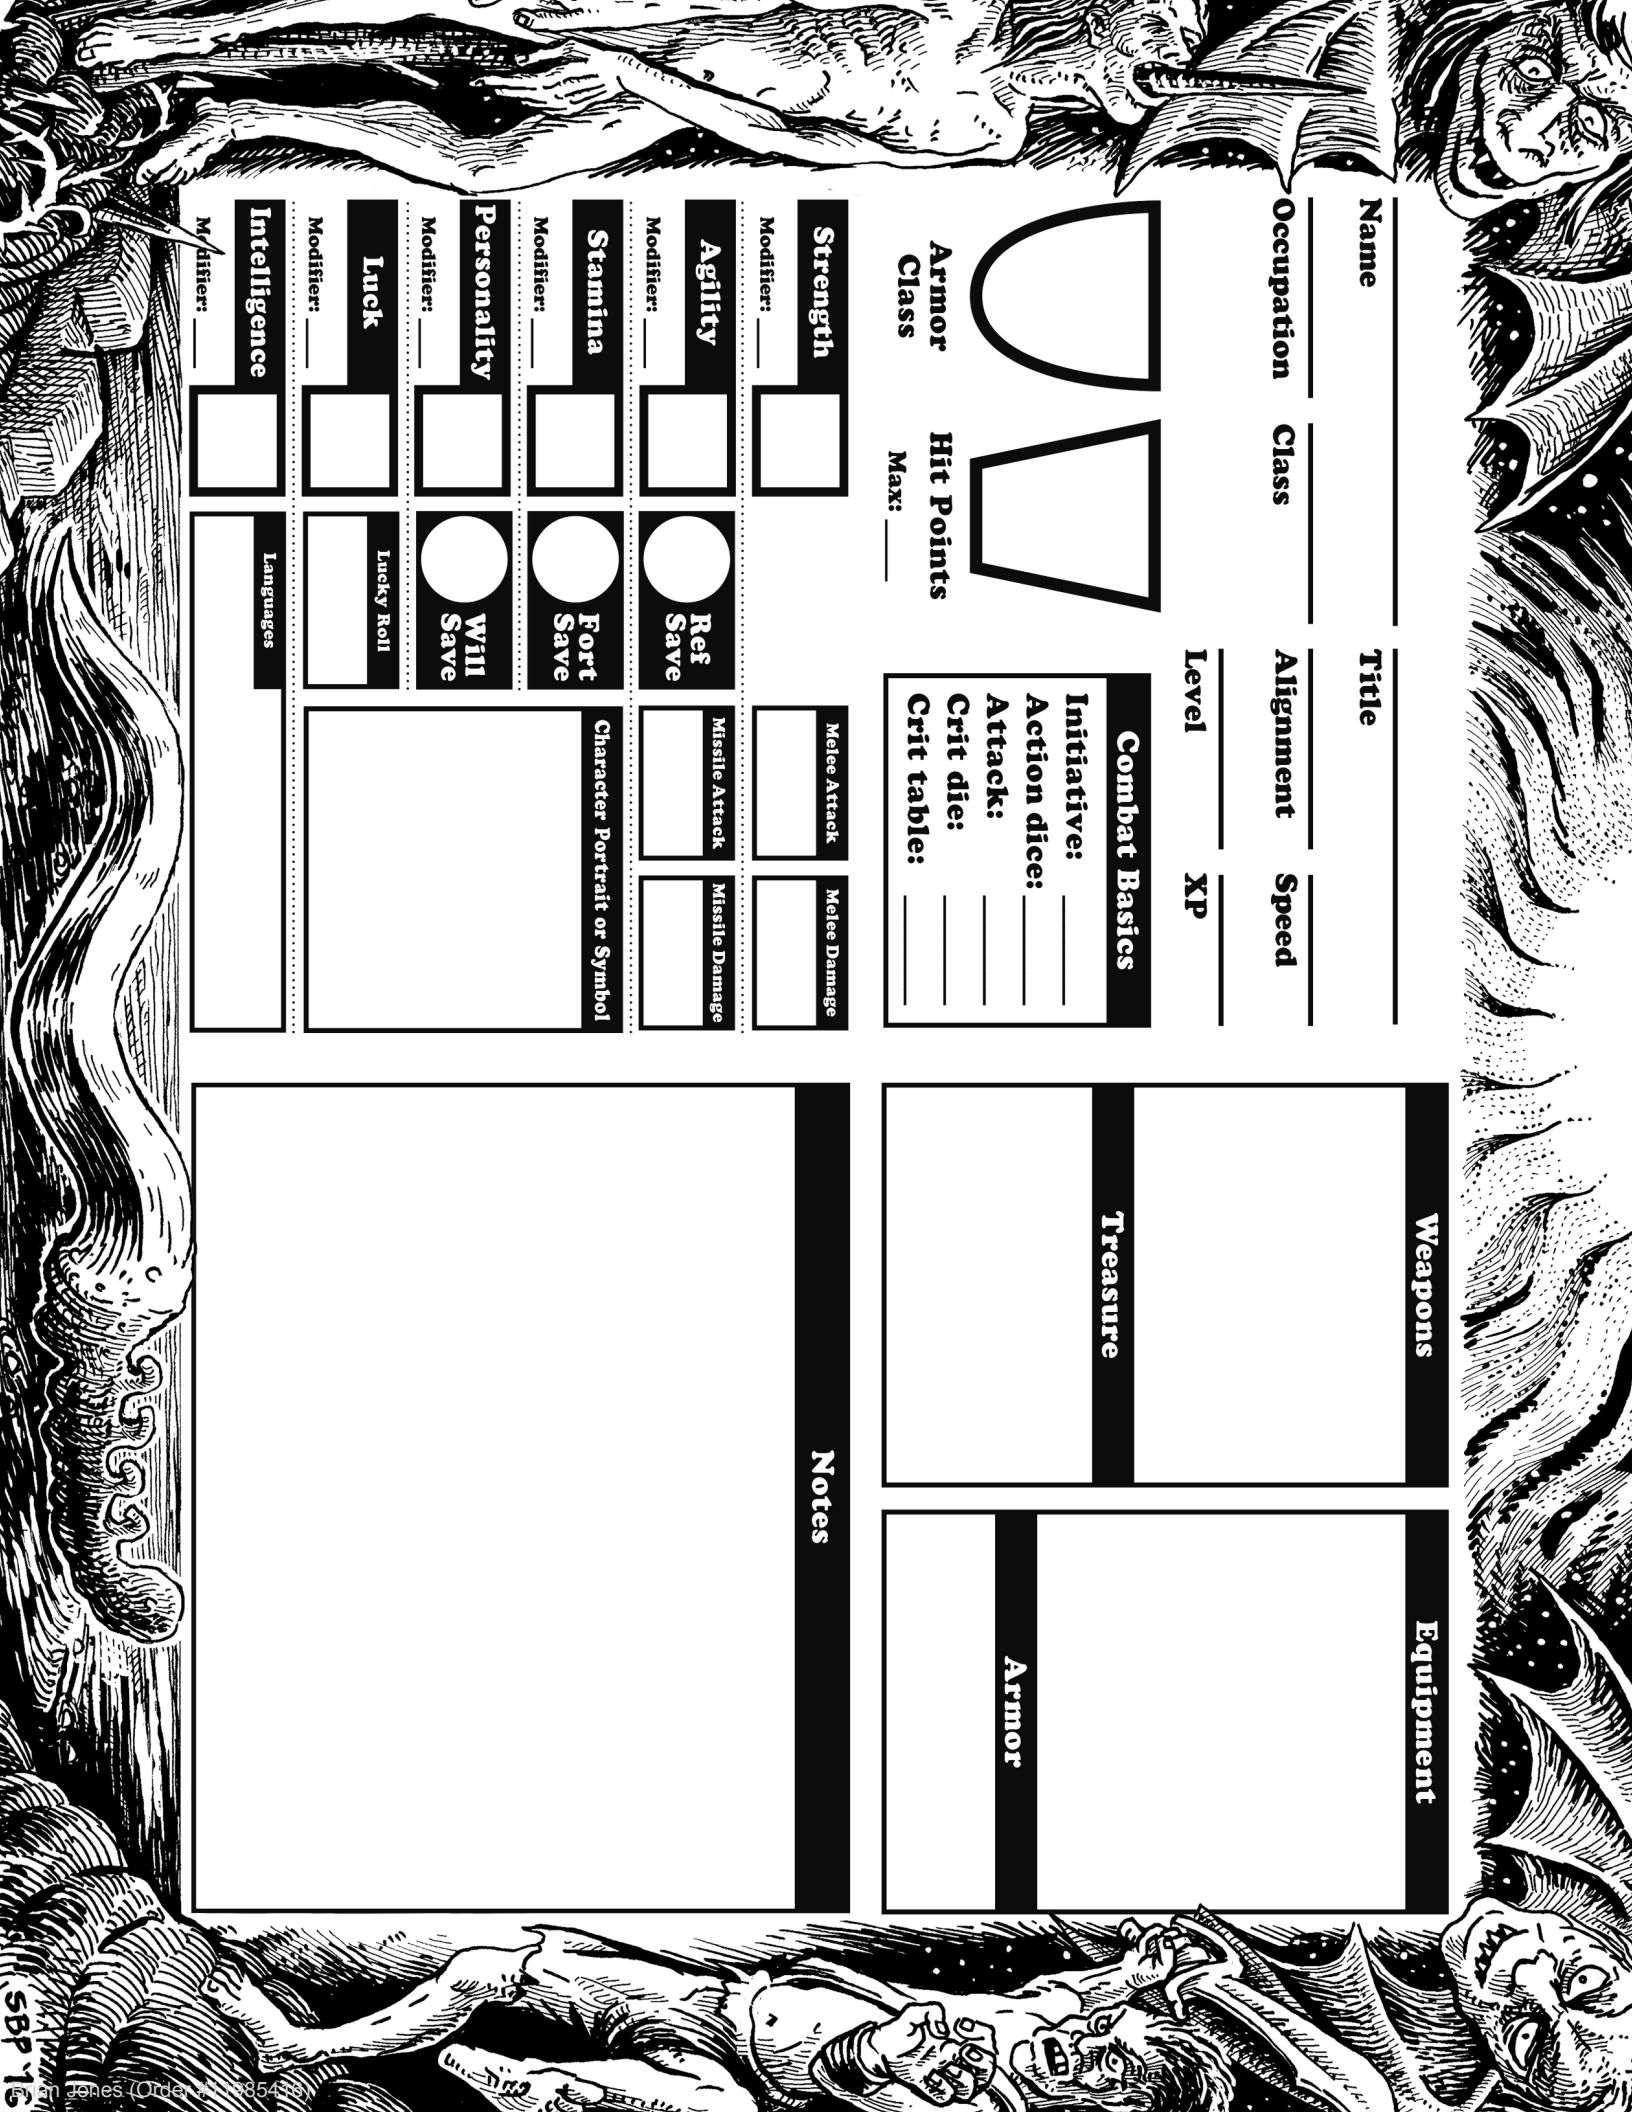 Name
Title
Occupation
Class
Alignment
Speed
Level
XP
Armor
Class
Hit Points
Max:
Combat Basics
Initiative:
Action dice:
Attack:
Crit die:
Crit table:
Strength
Modifier:
Melee Attack
Melee Damage
Agility
Modifier:
Ref
Save
Missile Attack
Missile Damage
Stamina
Modifier:
Fort
Save
Character Portrait or Symbol
Personality
Modifier:
Will
Save
Luck
Modifier:
Lucky Roll
Intelligence
Modifier:
Languages
Weapons
Treasure
Equipment
Armor
Notes
SBP '16
Jones (Order